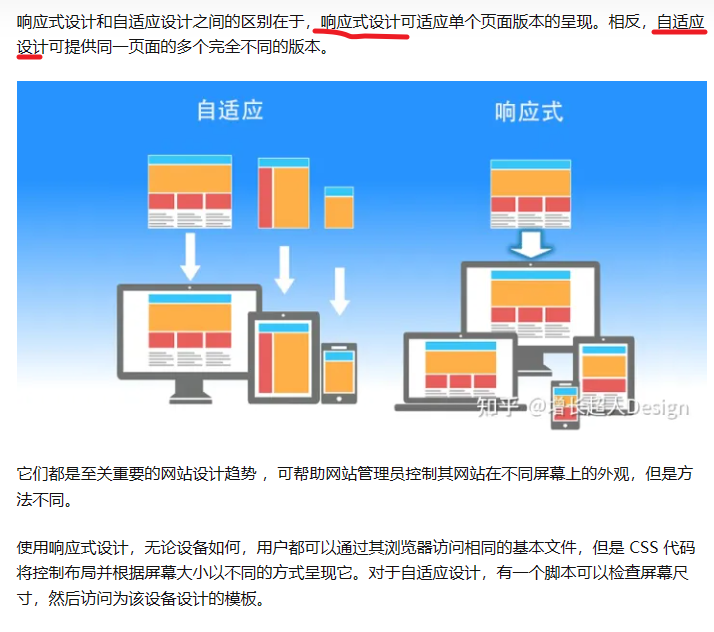 响应式设计和自适应设计之间的区别在于，响应式设计可适应单个页面版本的呈现。相反，自适应
设计可提供同一页面的多个完全不同的版本。
自适应
响应式
知乎 @增长超人Design
它们都是至关重要的网站设计趋势 ，可帮助网站管理员控制其网站在不同屏幕上的外观，但是方
法不同。
使用响应式设计，无论设备如何，用户都可以通过其浏览器访问相同的基本文件，但是 CSS 代码
将控制布局并根据屏幕大小以不同的方式呈现它。对于自适应设计，有一个脚本可以检查屏幕尺
寸，然后访问为该设备设计的模板。